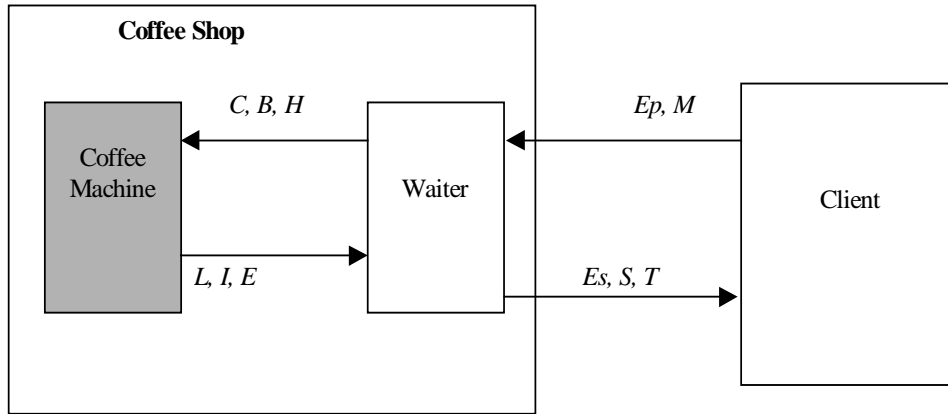 Coffee Shop
C, B, H
Ep, M
Coffee
Machine
Waiter
Client
L, I, E
Es, S, T